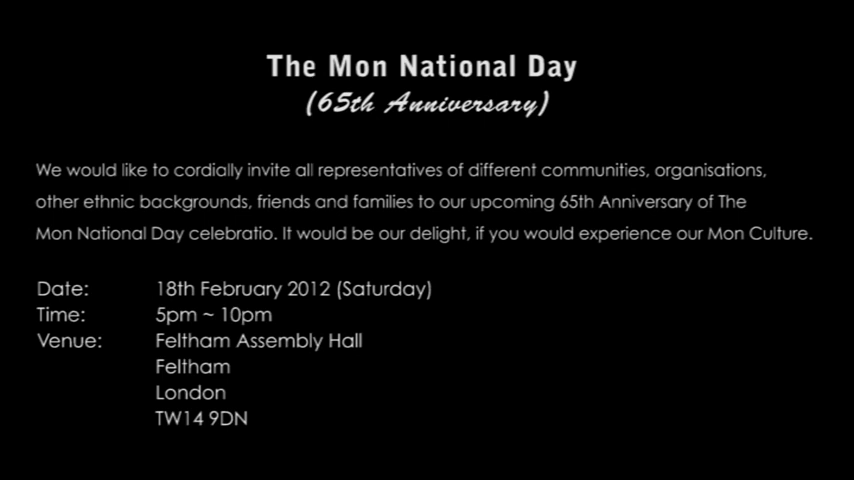 The Mon National Day
(65th Anniversary)
We would like to cordially invite all representatives of different communities, organisations,
other ethnic backgrounds, friends and families to our upcoming 65th Anniversary of The
Mon National Day celebratio. It would be our delight, if you would experience our Mon Culture.
Date: 18th February 2012 (Saturday)
Time: 5pm ~ 10pm
Venue: Feltham Assembly Hall
Feltham
London
TW14 9DN